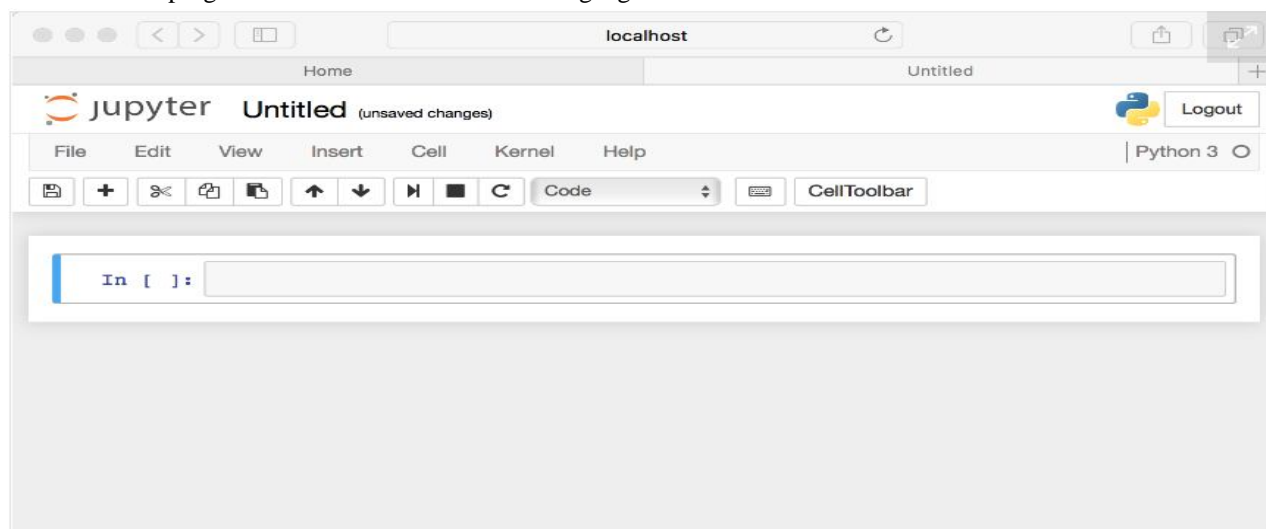 localhost
Home Untitled +
jupyter Untitled (unsaved changes) Logout
File Edit View Insert Cell Kernel Help Python 3
Code CellToolbar
In [ ]: